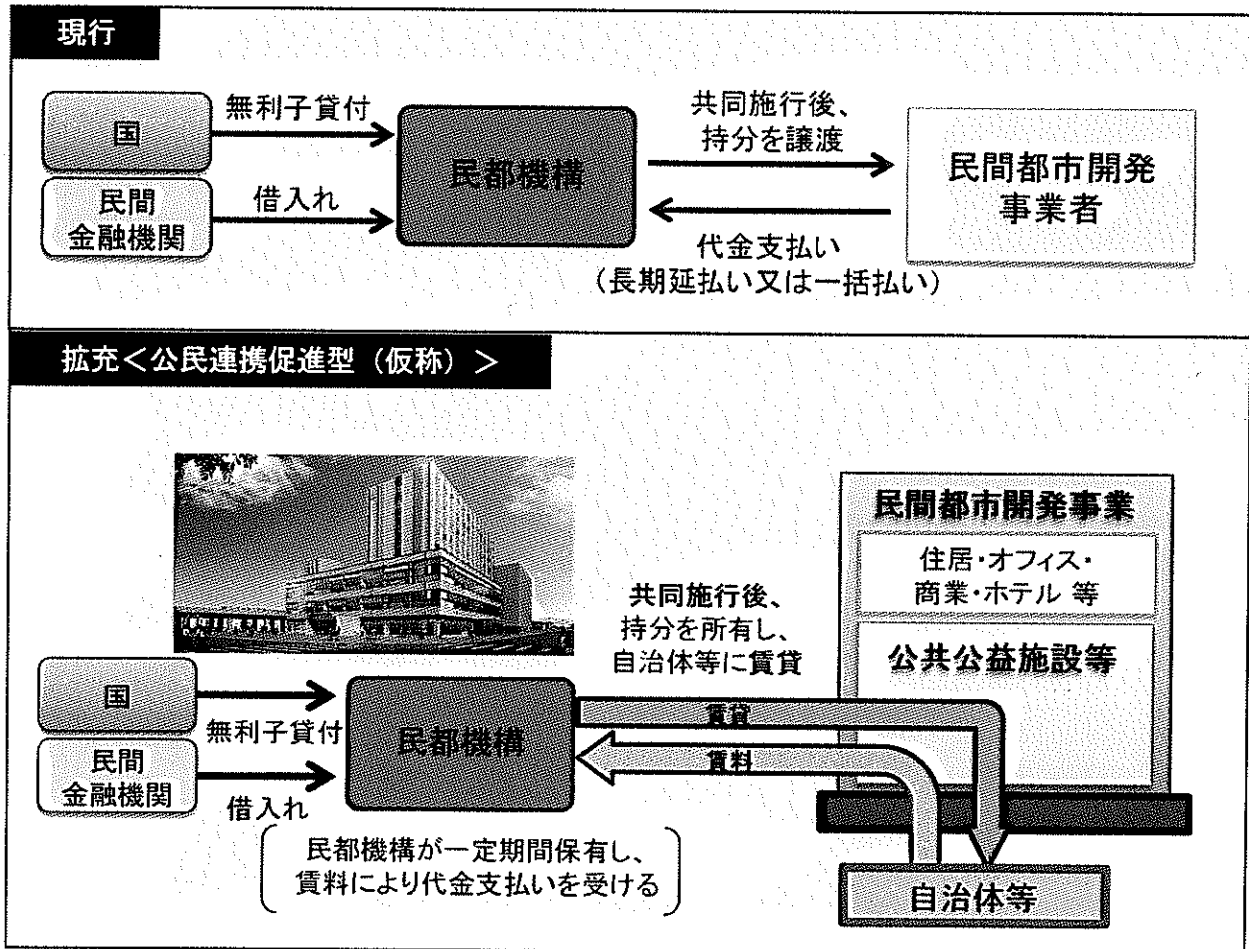 現行
国
無利子貸付
民間
金融機関
借入れ
民都機構
共同施行後、
持分を譲渡
代金支払い
(長期延払い又は一括払い)
民間都市開発
事業者
拡充<公民連携促進型(仮称)>
国
無利子貸付
民間
金融機関
借入れ
民都機構
民都機構が一定期間保有し、
賃料により代金支払いを受ける
共同施行後、
持分を所有し、
自治体等に賃貸
賃貸
賃料
民間都市開発事業
住居・オフィス・
商業・ホテル 等
公共公益施設等
自治体等